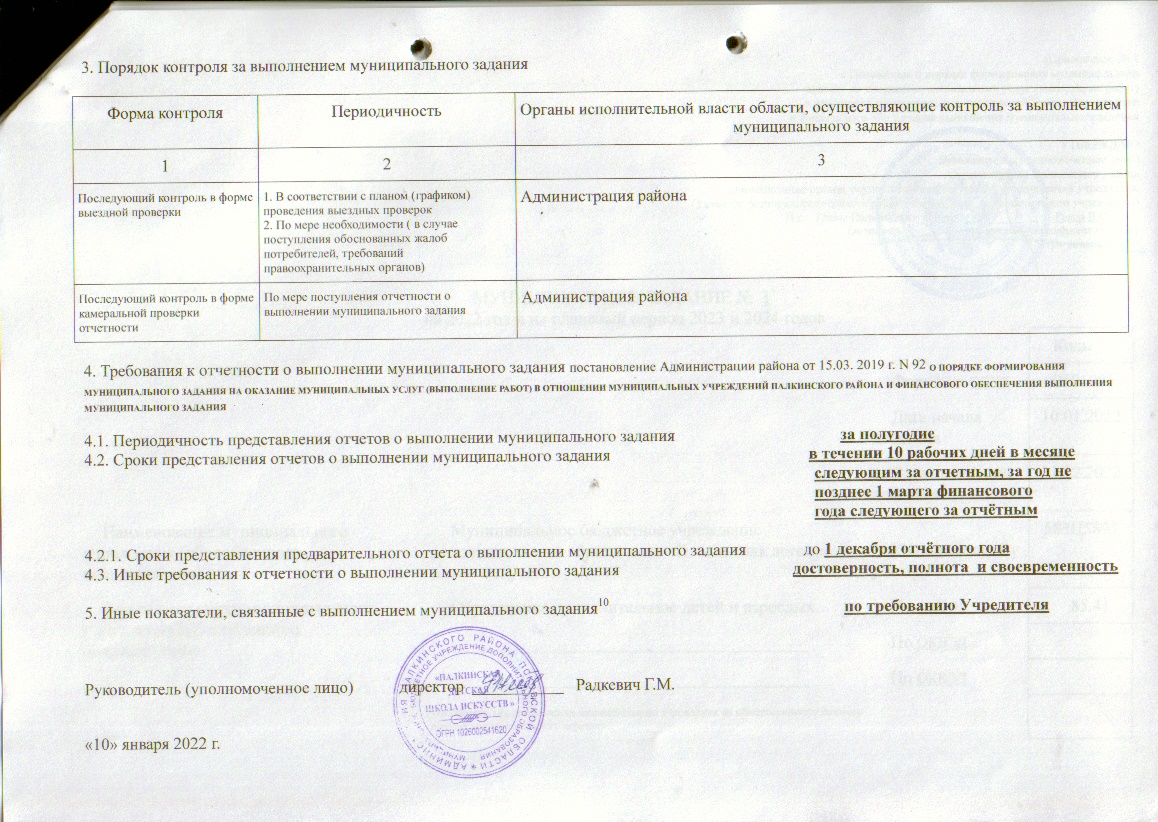 3. Порядок контроля за выполнением муниципального задания
Форма контроля
Периодичность
Органы исполнительной власти области, осуществляющие контроль за выполнением
муниципального задания
1
2
3
Последующий контроль в форме
выездной проверки
1. В соответствии с планом (графиком)
проведения выездных проверок
2. По мере необходимости ( в случае
поступления обоснованных жалоб
потребителей, требований
правоохранительных органов)
Администрация района
Последующий контроль в форме
камеральной проверки
отчетности
По мере поступления отчетности о
выполнении муниципального задания
Администрация района
4. Требования к отчетности о выполнении муниципального задания постановление Администрации района от 15.03. 2019 г. N 92 О ПОРЯДКЕ ФОРМИРОВАНИЯ
МУНИЦИПАЛЬНОГО ЗАДАНИЯ НА ОКАЗАНИЕ МУНИЦИПАЛЬНЫХ УСЛУГ (ВЫПОЛНЕНИЕ РАБОТ) В ОТНОШЕНИИ МУНИЦИПАЛЬНЫХ УЧРЕЖДЕНИЙ ПАЛКИНСКОГО РАЙОНА И ФИНАНСОВОГО ОБЕСПЕЧЕНИЯ ВЫПОЛНЕНИЯ
МУНИЦИПАЛЬНОГО ЗАДАНИЯ
4.1. Периодичность представления отчетов о выполнении муниципального задания за полугодие
4.2. Сроки представления отчетов о выполнении муниципального задания в течении 10 рабочих дней в месяце
следующим за отчетным, за год не
позднее 1 марта финансового
года следующего за отчётным
4.2.1. Сроки представления предварительного отчета о выполнении муниципального задания до 1 декабря отчётного года
4.3. Иные требования к отчетности о выполнении муниципального задания достоверность, полнота и своевременность
5. Иные показатели, связанные с выполнением муниципального задания10 по требованию Учредителя
Руководитель (уполномоченное лицо) директор Радкевич Г.М.
«ПАЛКИНСКАЯ
ДЕТСКАЯ
ШКОЛА ИСКУССТВ»
ОГРН 1026002541620
«10» января 2022 г.